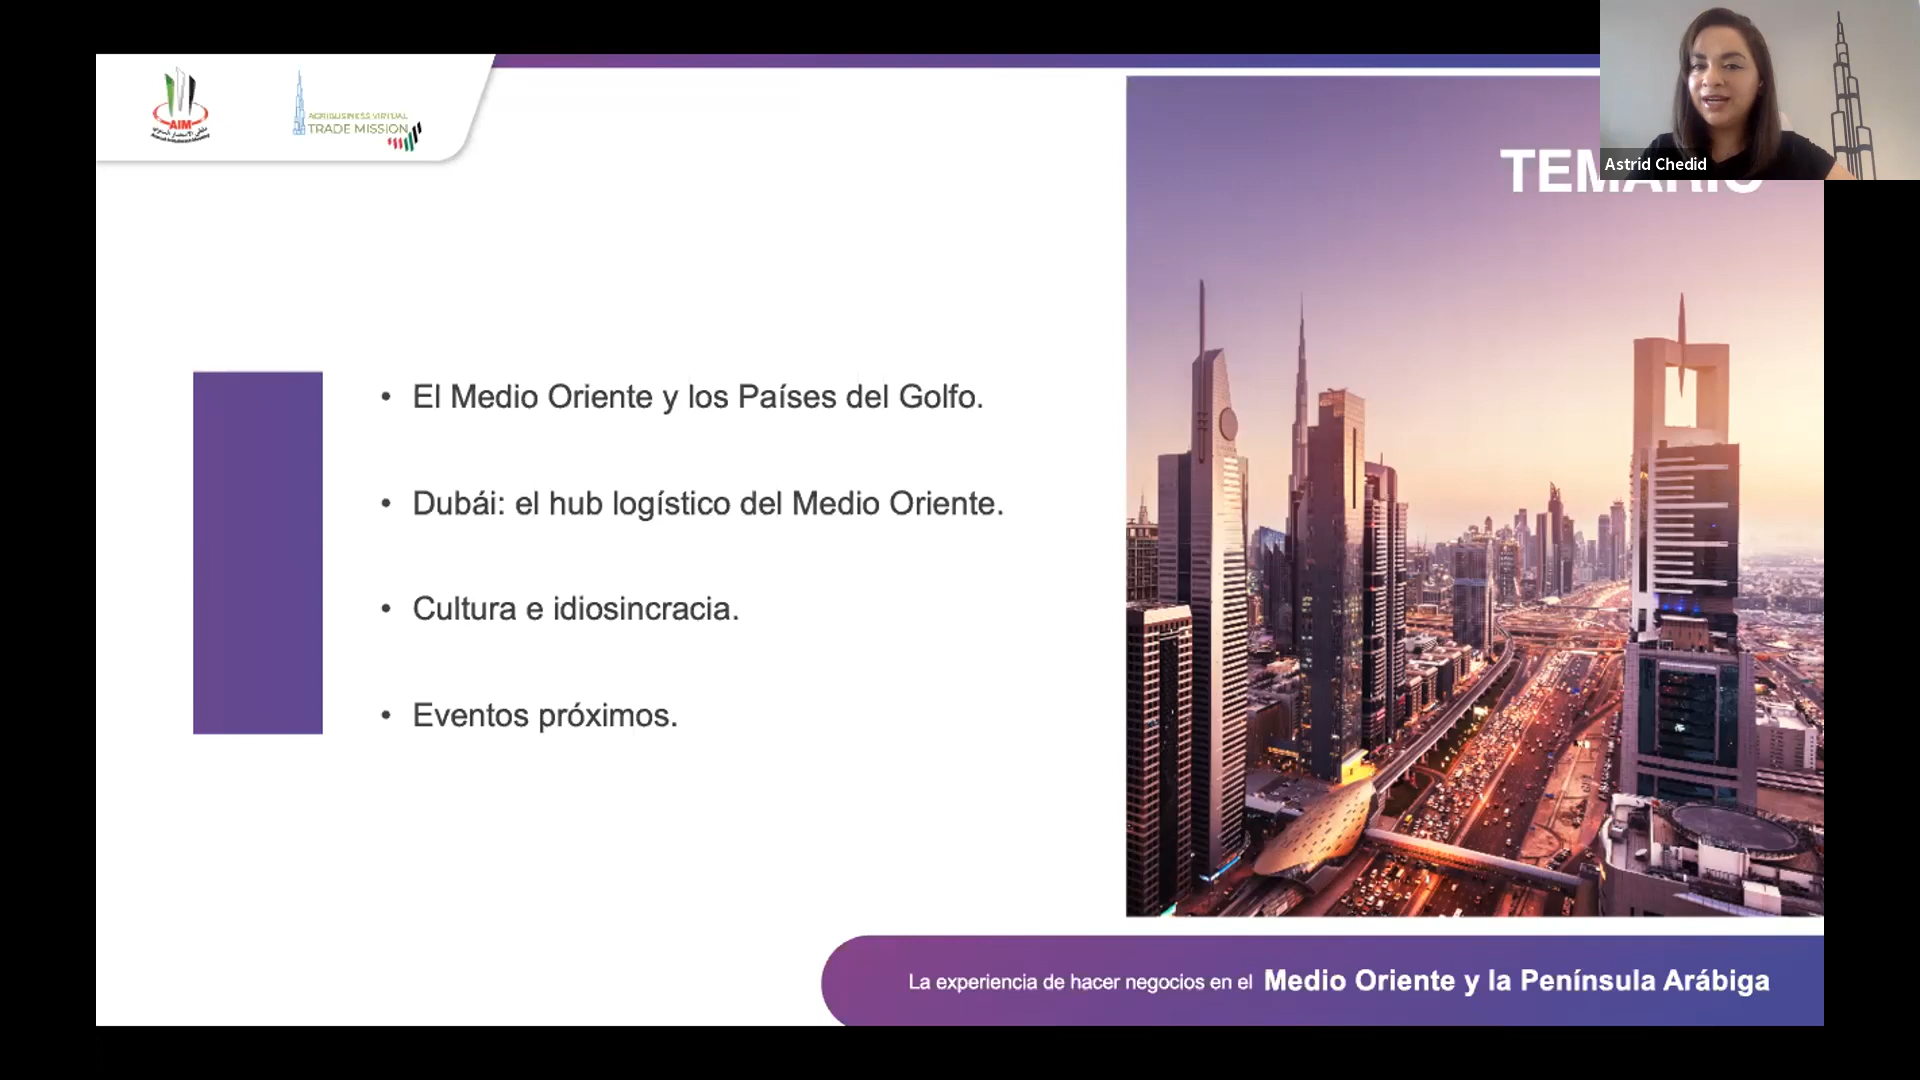 AIM
AGRIBUSINESS VIRTUAL
TRADE MISSION
Astrid Chedid
TEMARIO
• El Medio Oriente y los Países del Golfo.
• Dubái: el hub logístico del Medio Oriente.
• Cultura e idiosincracia.
• Eventos próximos.
La experiencia de hacer negocios en el Medio Oriente y la Península Arábiga